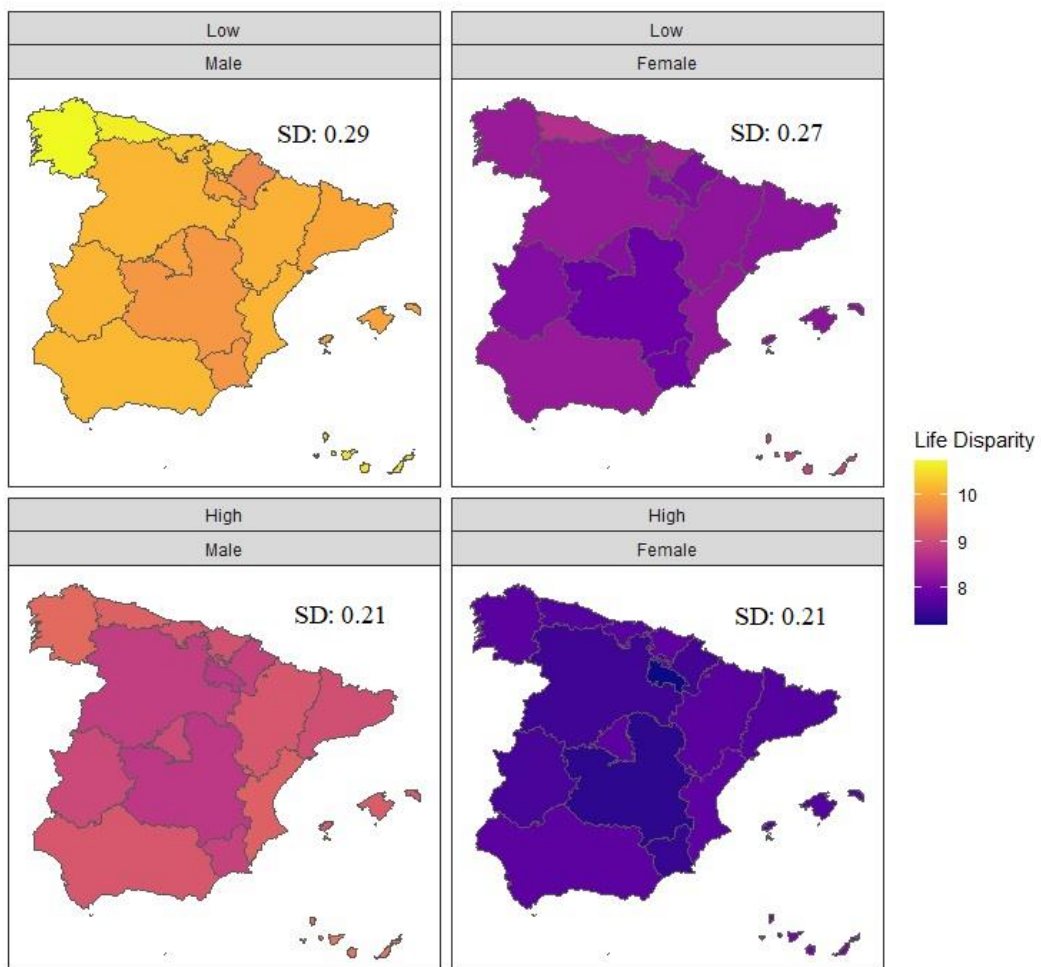 Low
Male
SD: 0.29
Low
Female
SD: 0.27
Life Disparity
10
9
8
High
Male
SD: 0.21
High
Female
SD: 0.21